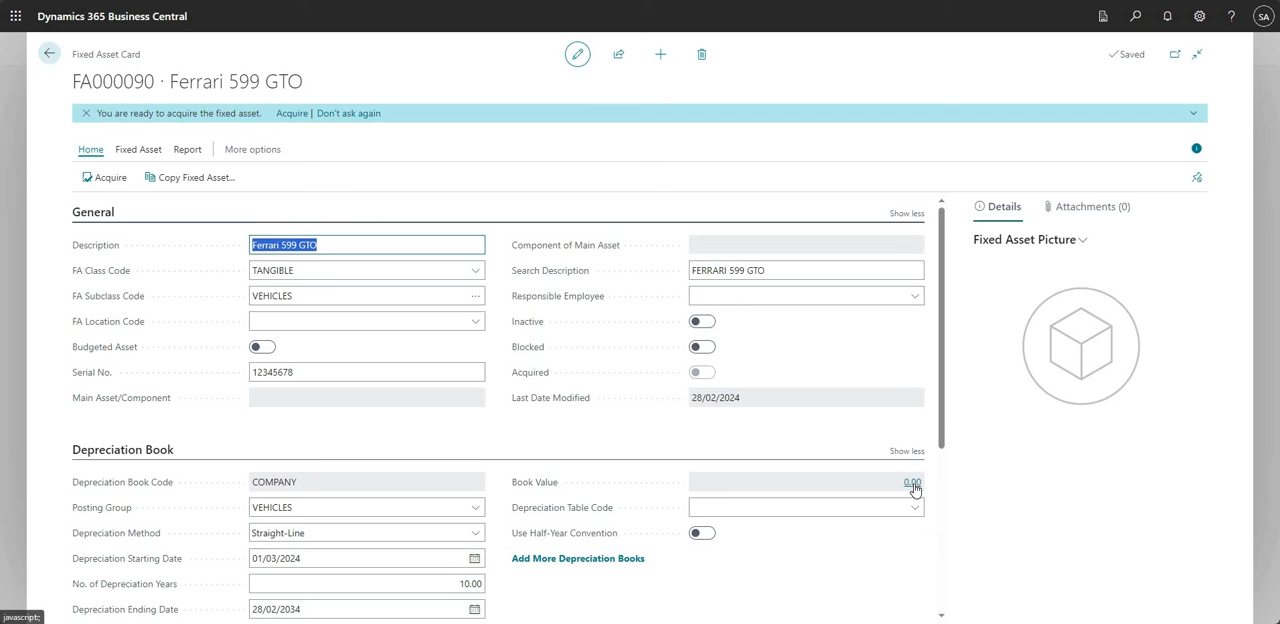 Dynamics 365 Business Central
?
SA
Fixed Asset Card
Saved
FA000090 · Ferrari 599 GTO
You are ready to acquire the fixed asset. Acquire | Don't ask again
Home Fixed Asset Report More options
Acquire Copy Fixed Asset...
General Show less
Details Attachments (0)
Fixed Asset Picture
Description Ferrari 599 GTO Component of Main Asset
FA Class Code TANGIBLE Search Description FERRARI 599 GTO
FA Subclass Code VEHICLES ... Responsible Employee
FA Location Code Inactive
Budgeted Asset Blocked
Serial No. 12345678 Acquired
Main Asset/Component Last Date Modified 28/02/2024
Depreciation Book Show less
Depreciation Book Code COMPANY Book Value 0.00
Posting Group VEHICLES Depreciation Table Code
Depreciation Method Straight-Line Use Half-Year Convention
Depreciation Starting Date 01/03/2024 Add More Depreciation Books
No. of Depreciation Years 10.00
Depreciation Ending Date 28/02/2034
javascript:;